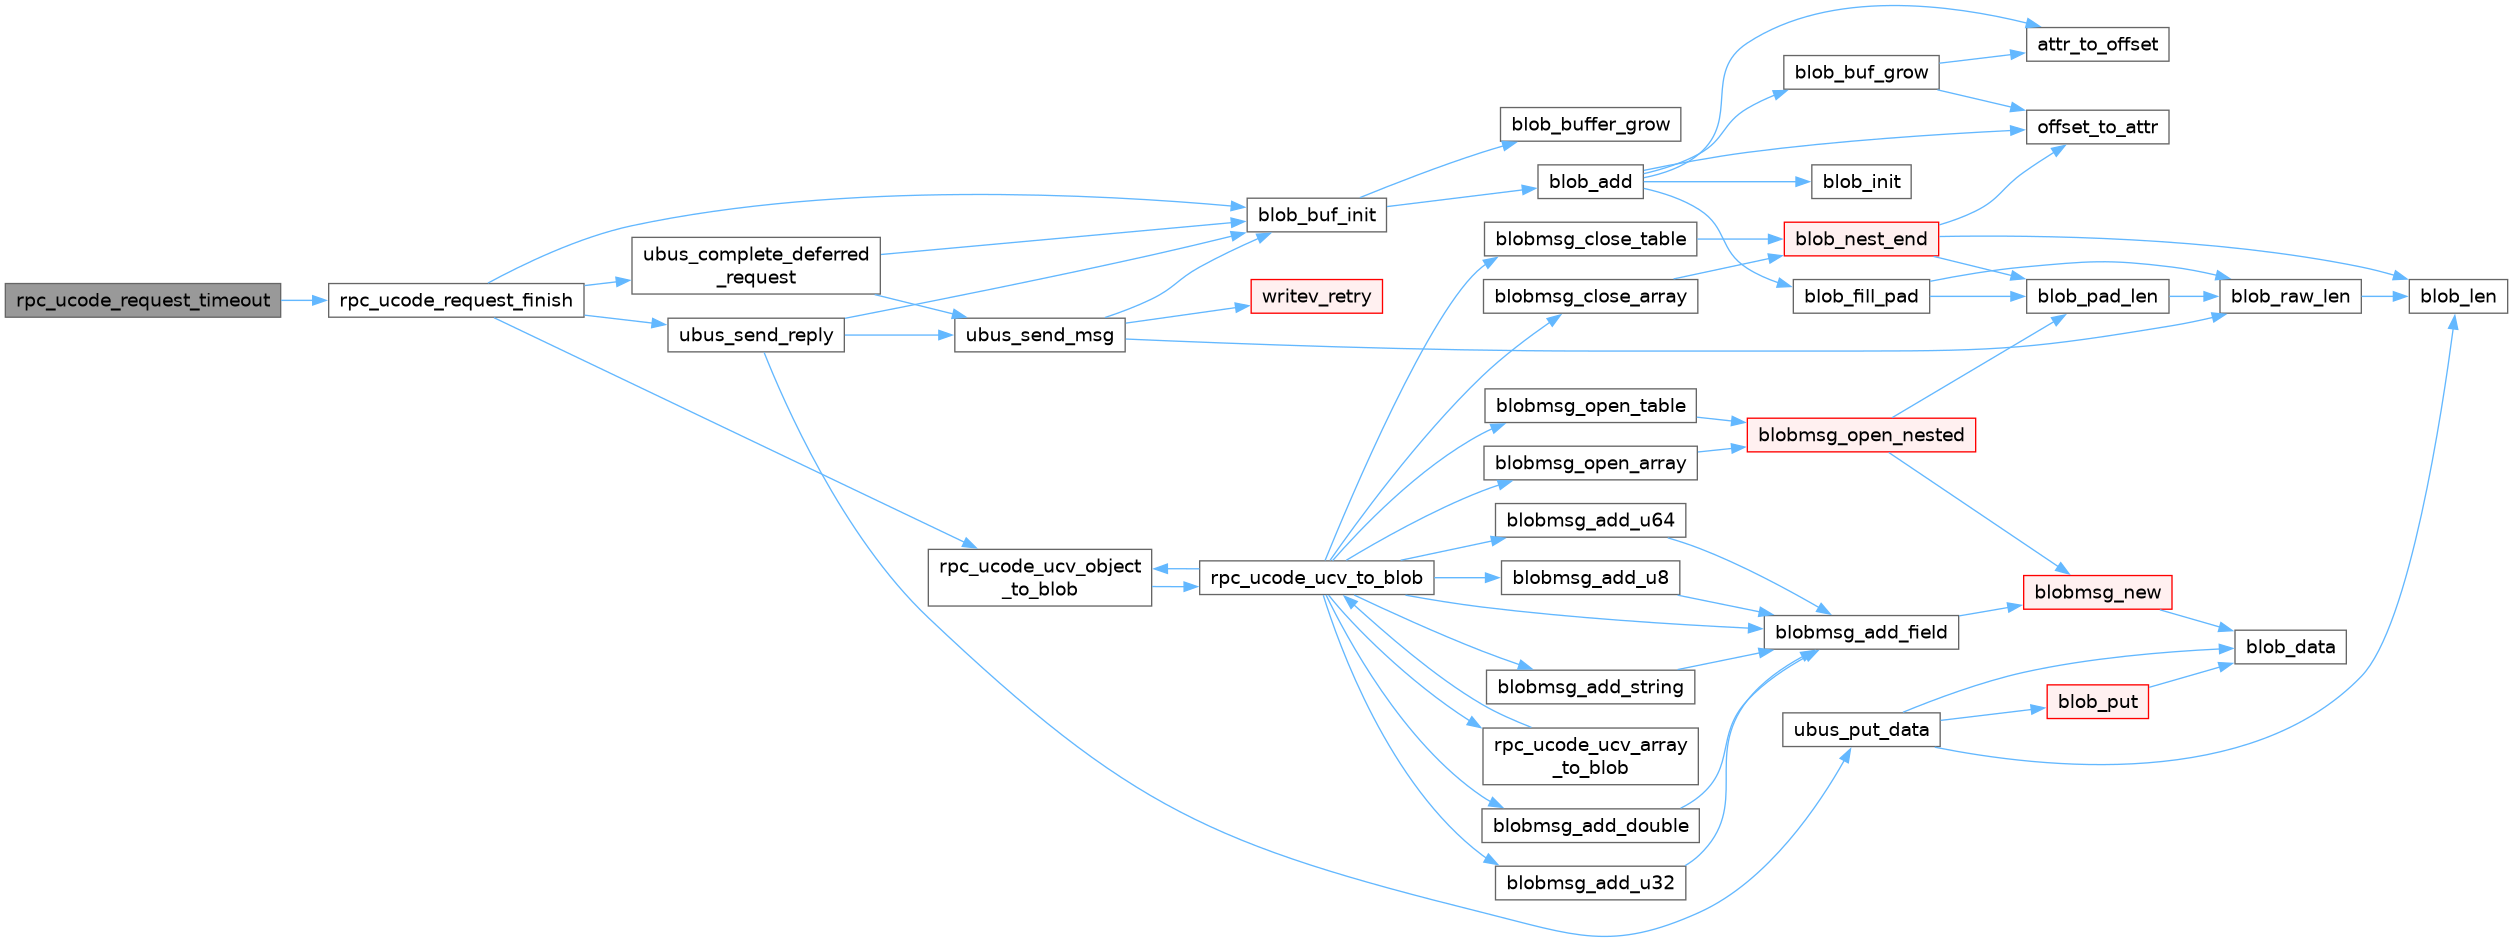 rpc_ucode_request_timeout
rpc_ucode_request_finish
ubus_complete_deferred
_request
ubus_send_reply
rpc_ucode_ucv_object
_to_blob
ubus_send_msg
blob_buf_init
writev_retry
rpc_ucode_ucv_to_blob
blob_buffer_grow
blob_add
blobmsg_close_table
blobmsg_close_array
blobmsg_open_table
blobmsg_open_array
blobmsg_add_u64
blobmsg_add_u8
blobmsg_add_string
rpc_ucode_ucv_array
_to_blob
blobmsg_add_double
blobmsg_add_u32
blob_buf_grow
blob_init
blob_nest_end
blob_fill_pad
blobmsg_open_nested
blobmsg_add_field
ubus_put_data
attr_to_offset
offset_to_attr
blob_pad_len
blobmsg_new
blob_put
blob_raw_len
blob_data
blob_len